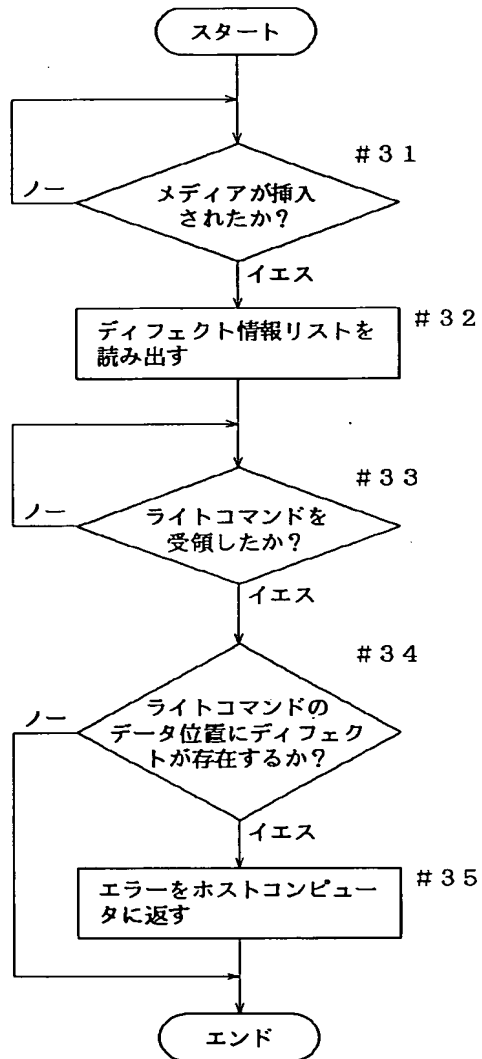 スタート
#31
ノー
メディアが挿入
されたか？
イエス
#32
ディフェクト情報リストを
読み出す
#33
ノー
ライトコマンドを
受領したか？
イエス
#34
ノー
ライトコマンドの
データ位置にディフェク
トが存在するか？
イエス
#35
エラーをホストコンピュー
タに返す
エンド